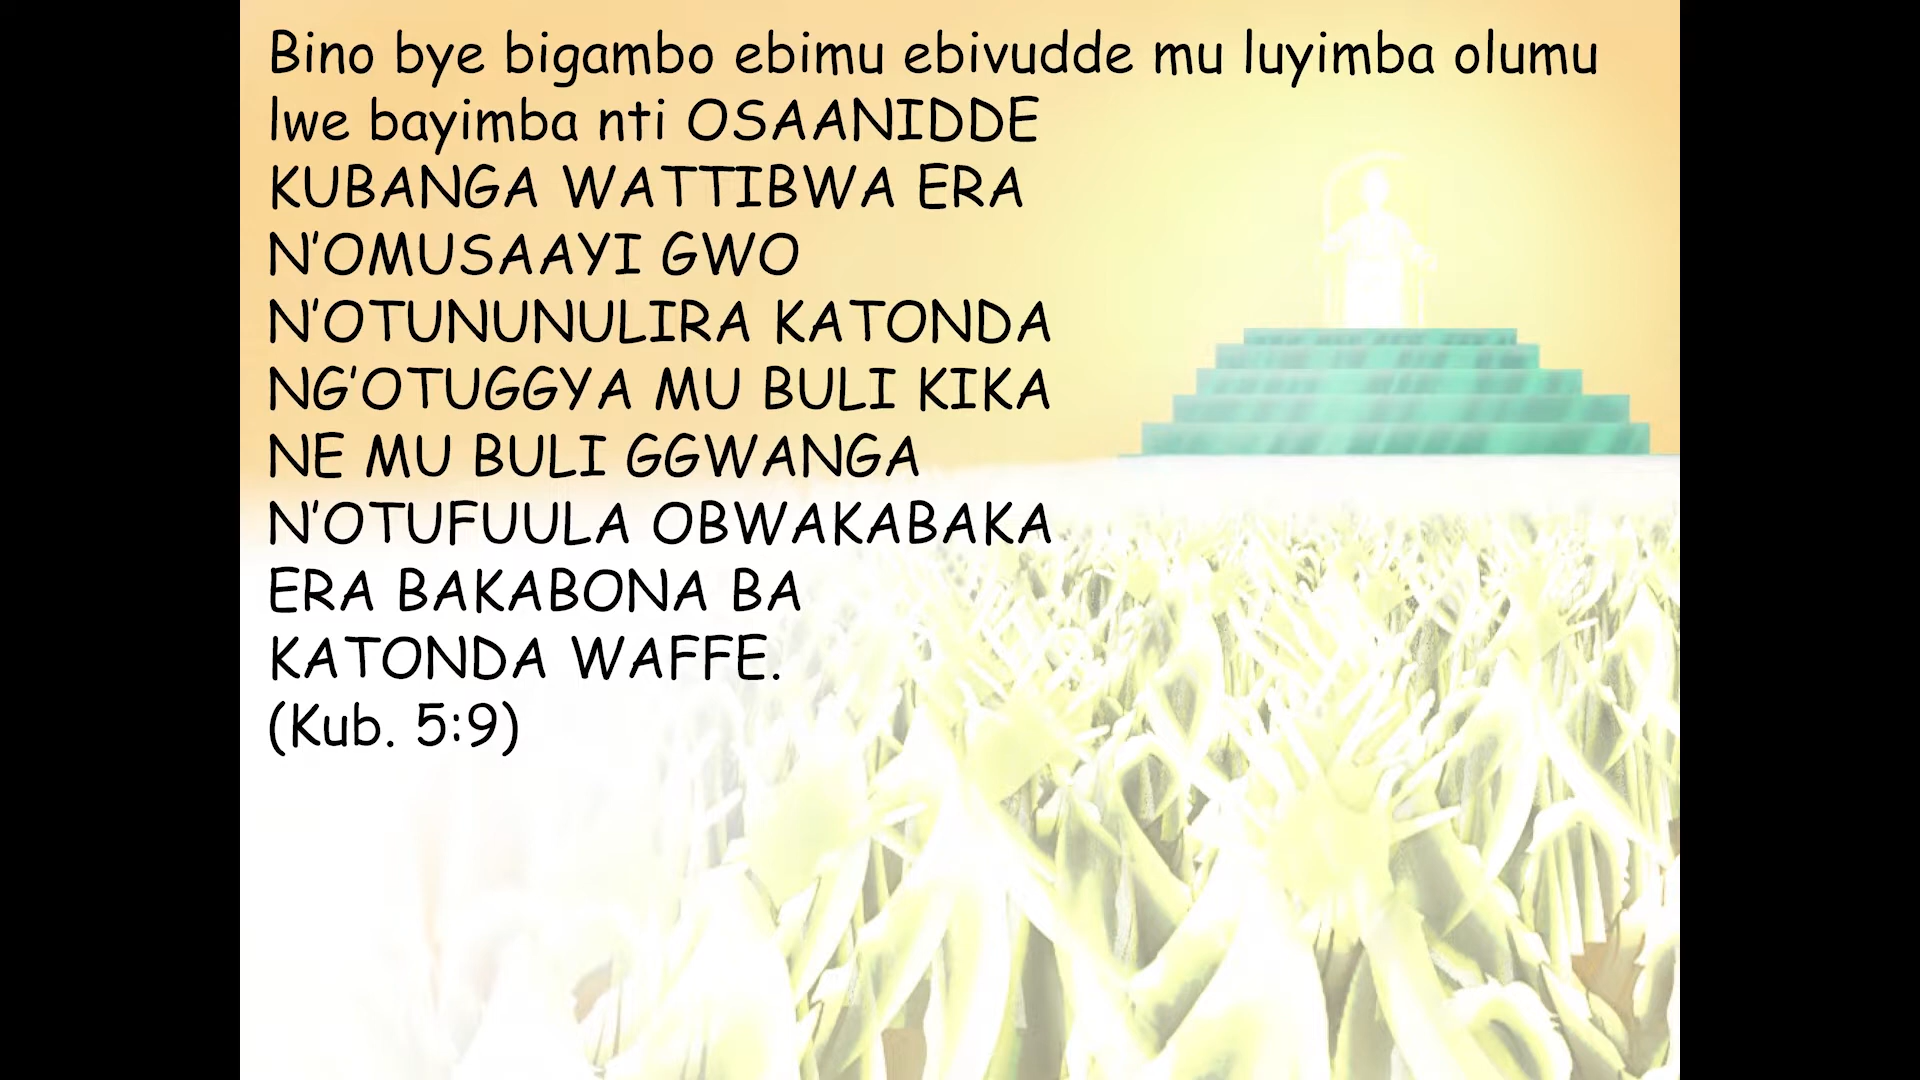 Bino bye bigambo ebimu ebivudde mu luyimba olumu
lwe bayimba nti OSAANIDDE
KUBANGA WATTIBWA ERA
N'OMUSAAYI GWO
N'OTUNUNULIRA KATONDA
NG'OTUGGYA MU BULI KIKA
NE MU BULI GGWANGA
N'OTUFUULA OBWAKABAKA
ERA BAKABONA BA
KATONDA WAFFE.
(Kub. 5:9)